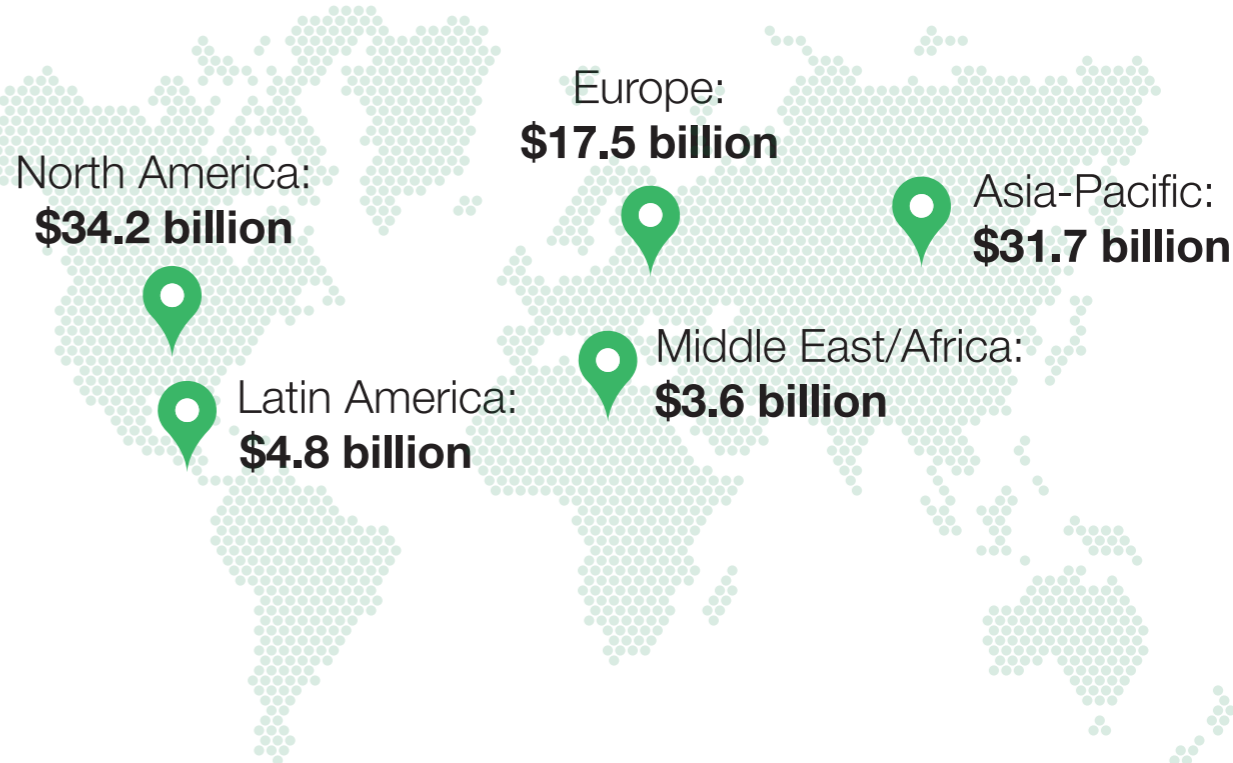 Europe:
$17.5 billion
North America:
$34.2 billion
Asia-Pacific:
$31.7 billion
Middle East/Africa:
$3.6 billion
Latin America:
$4.8 billion